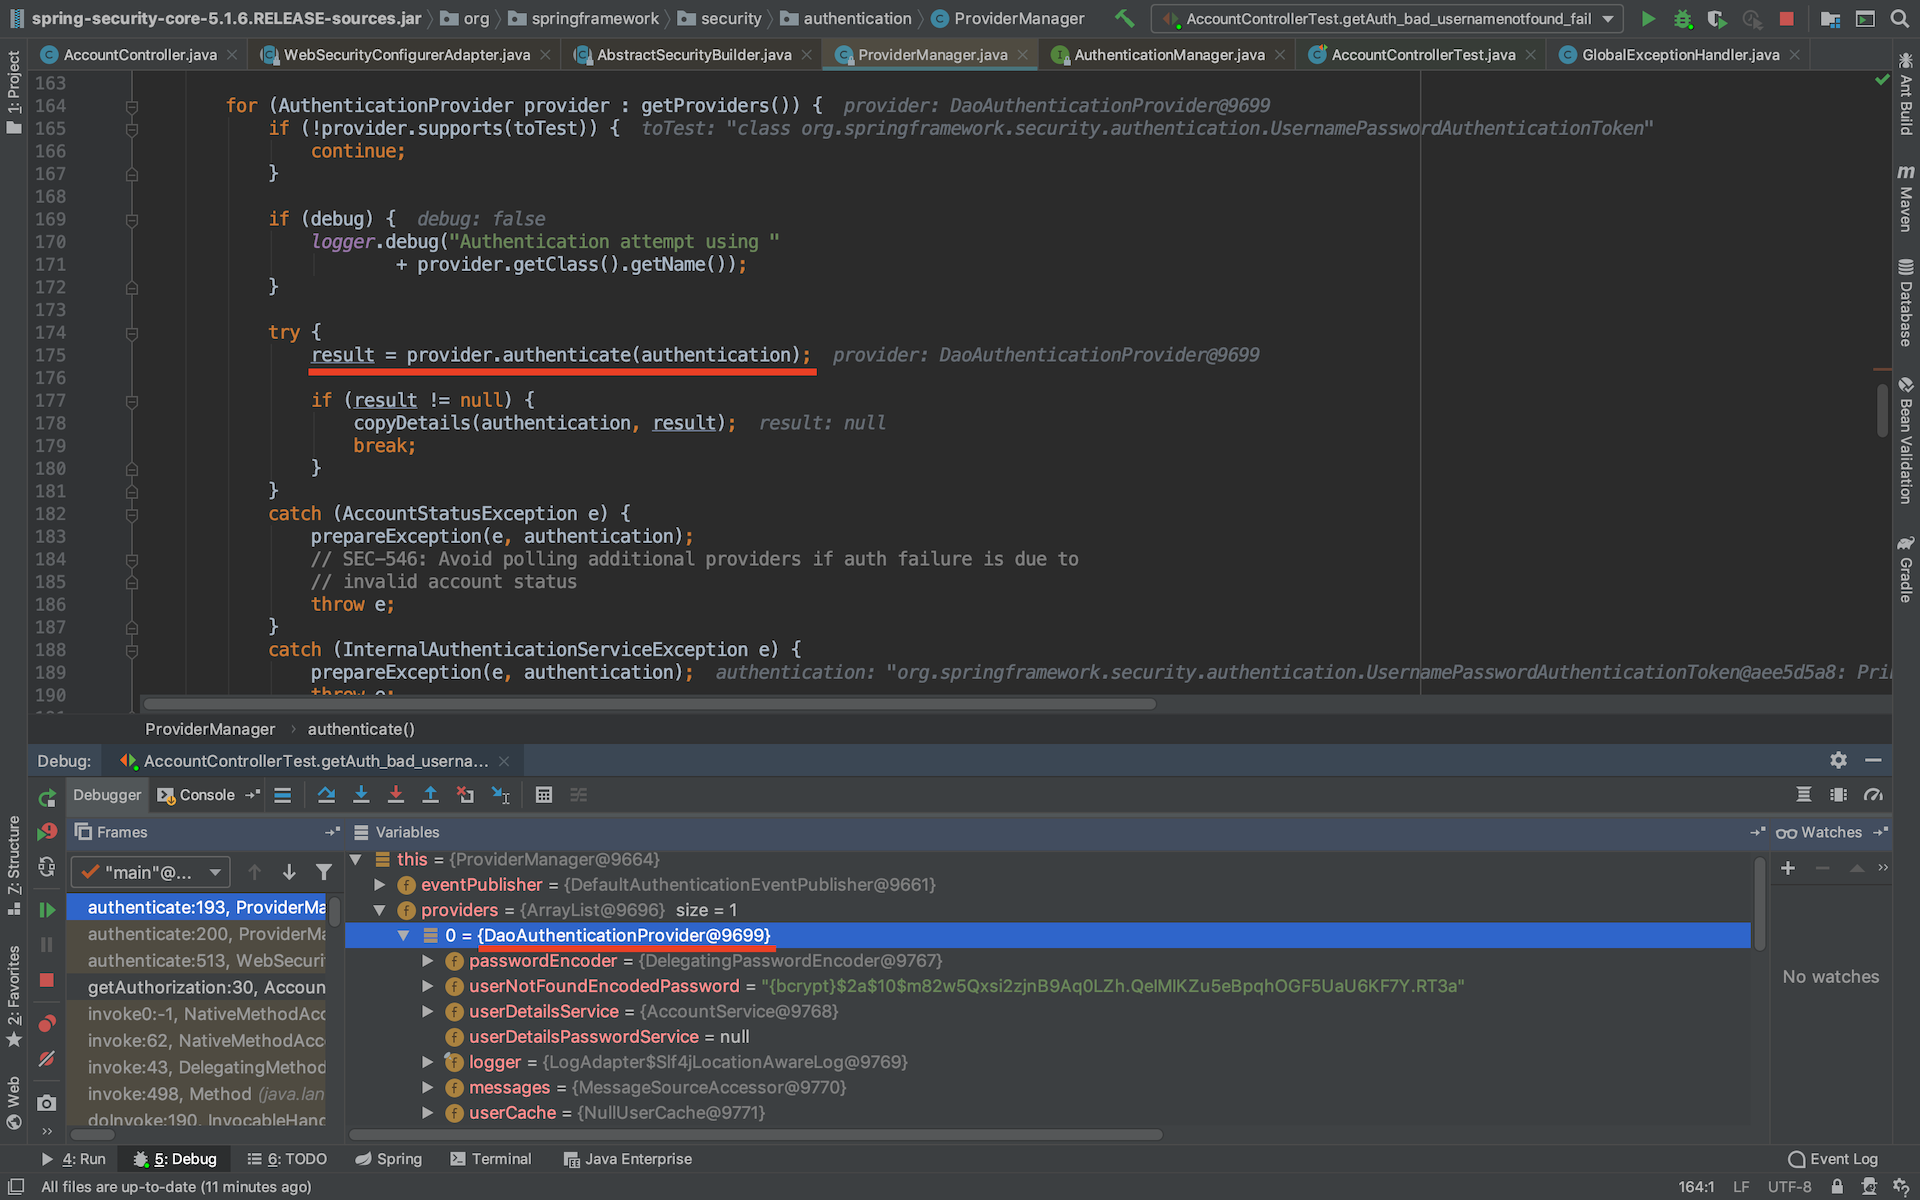 spring-security-core-5.1.6.RELEASE-sources.jar org springframework security authentication ProviderManager AccountControllerTest.getAuth_bad_usernamenotfound_fail
AccountController.java WebSecurityConfigurerAdapter.java AbstractSecurityBuilder.java ProviderManager.java AuthenticationManager.java AccountControllerTest.java GlobalExceptionHandler.java
1: Project
Z: Structure
2: Favorites
Web
Ant Build
Maven
Database
Bean Validation
Gradle
163
164 for (AuthenticationProvider provider : getProviders()) { provider: DaoAuthenticationProvider@9699
165 if (!provider.supports(toTest)) { toTest: "class org.springframework.security.authentication.UsernamePasswordAuthenticationToken"
166 continue;
167 }
168
169 if (debug) { debug: false
170 logger.debug("Authentication attempt using "
171 + provider.getClass().getName());
172 }
173
174 try {
175 result = provider.authenticate(authentication); provider: DaoAuthenticationProvider@9699
176
177 if (result != null) {
178 copyDetails(authentication, result); result: null
179 break;
180 }
181 }
182 catch (AccountStatusException e) {
183 prepareException(e, authentication);
184 // SEC-546: Avoid polling additional providers if auth failure is due to
185 // invalid account status
186 throw e;
187 }
188 catch (InternalAuthenticationServiceException e) {
189 prepareException(e, authentication); authentication: "org.springframework.security.authentication.UsernamePasswordAuthenticationToken@aee5d5a8: Pri
190 throw e;
ProviderManager authenticate()
Debug: AccountControllerTest.getAuth_bad_userna...
Debugger Console
Frames
Variables
Watches
"main"@...
authenticate:193, ProviderMa
authenticate:200, ProviderMa
authenticate:513, WebSecurit
getAuthorization:30, Accoun
invoke0:-1, NativeMethodAcc
invoke:62, NativeMethodAcce
invoke:43, DelegatingMethod
invoke:498, Method (java.lan
doInvoke:190, InvocableHand
this = {ProviderManager@9664}
eventPublisher = {DefaultAuthenticationEventPublisher@9661}
providers = {ArrayList@9696} size = 1
0 = {DaoAuthenticationProvider@9699}
passwordEncoder = {DelegatingPasswordEncoder@9767}
userNotFoundEncodedPassword = "{bcrypt}$2a$10$m82w5Qxsi2zjnB9Aq0LZh.QelMlKZu5eBpqhOGF5UaU6KF7Y.RT3a"
userDetailsService = {AccountService@9768}
userDetailsPasswordService = null
logger = {LogAdapter$Slf4jLocationAwareLog@9769}
messages = {MessageSourceAccessor@9770}
userCache = {NullUserCache@9771}
No watches
4: Run 5: Debug 6: TODO Spring Terminal Java Enterprise Event Log
All files are up-to-date (11 minutes ago) 164:1 LF UTF-8